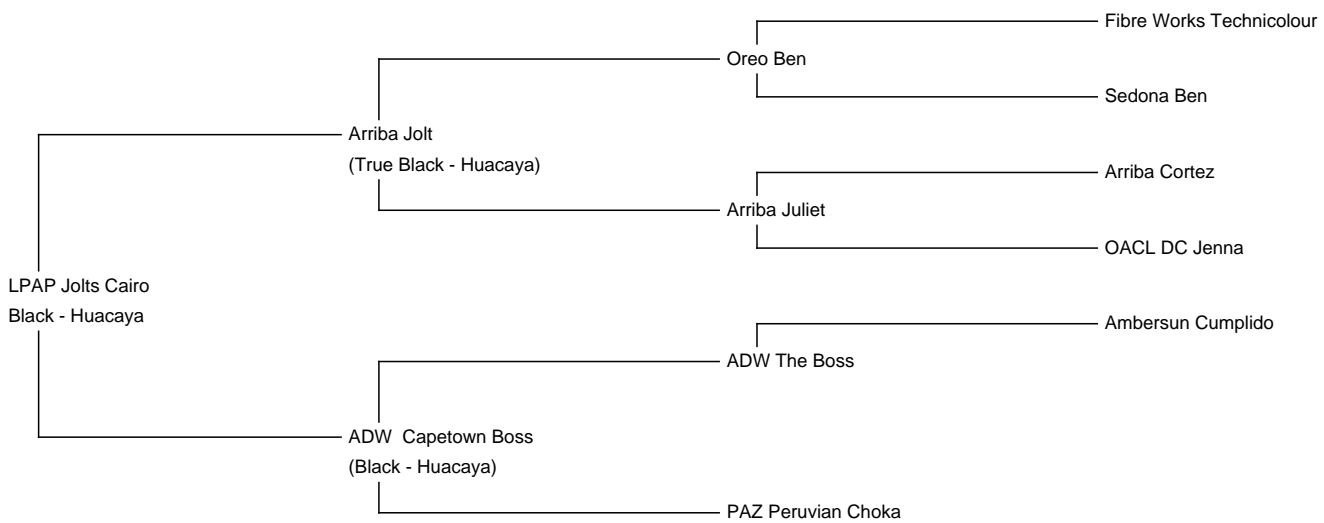 Fibre Works Technicolour
Oreo Ben
Sedona Ben
Arriba Jolt
(True Black - Huacaya)
Arriba Cortez
Arriba Juliet
OACL DC Jenna
LPAP Jolts Cairo
Black - Huacaya
Ambersun Cumplido
ADW The Boss
ADW  Capetown Boss
(Black - Huacaya)
PAZ Peruvian Choka